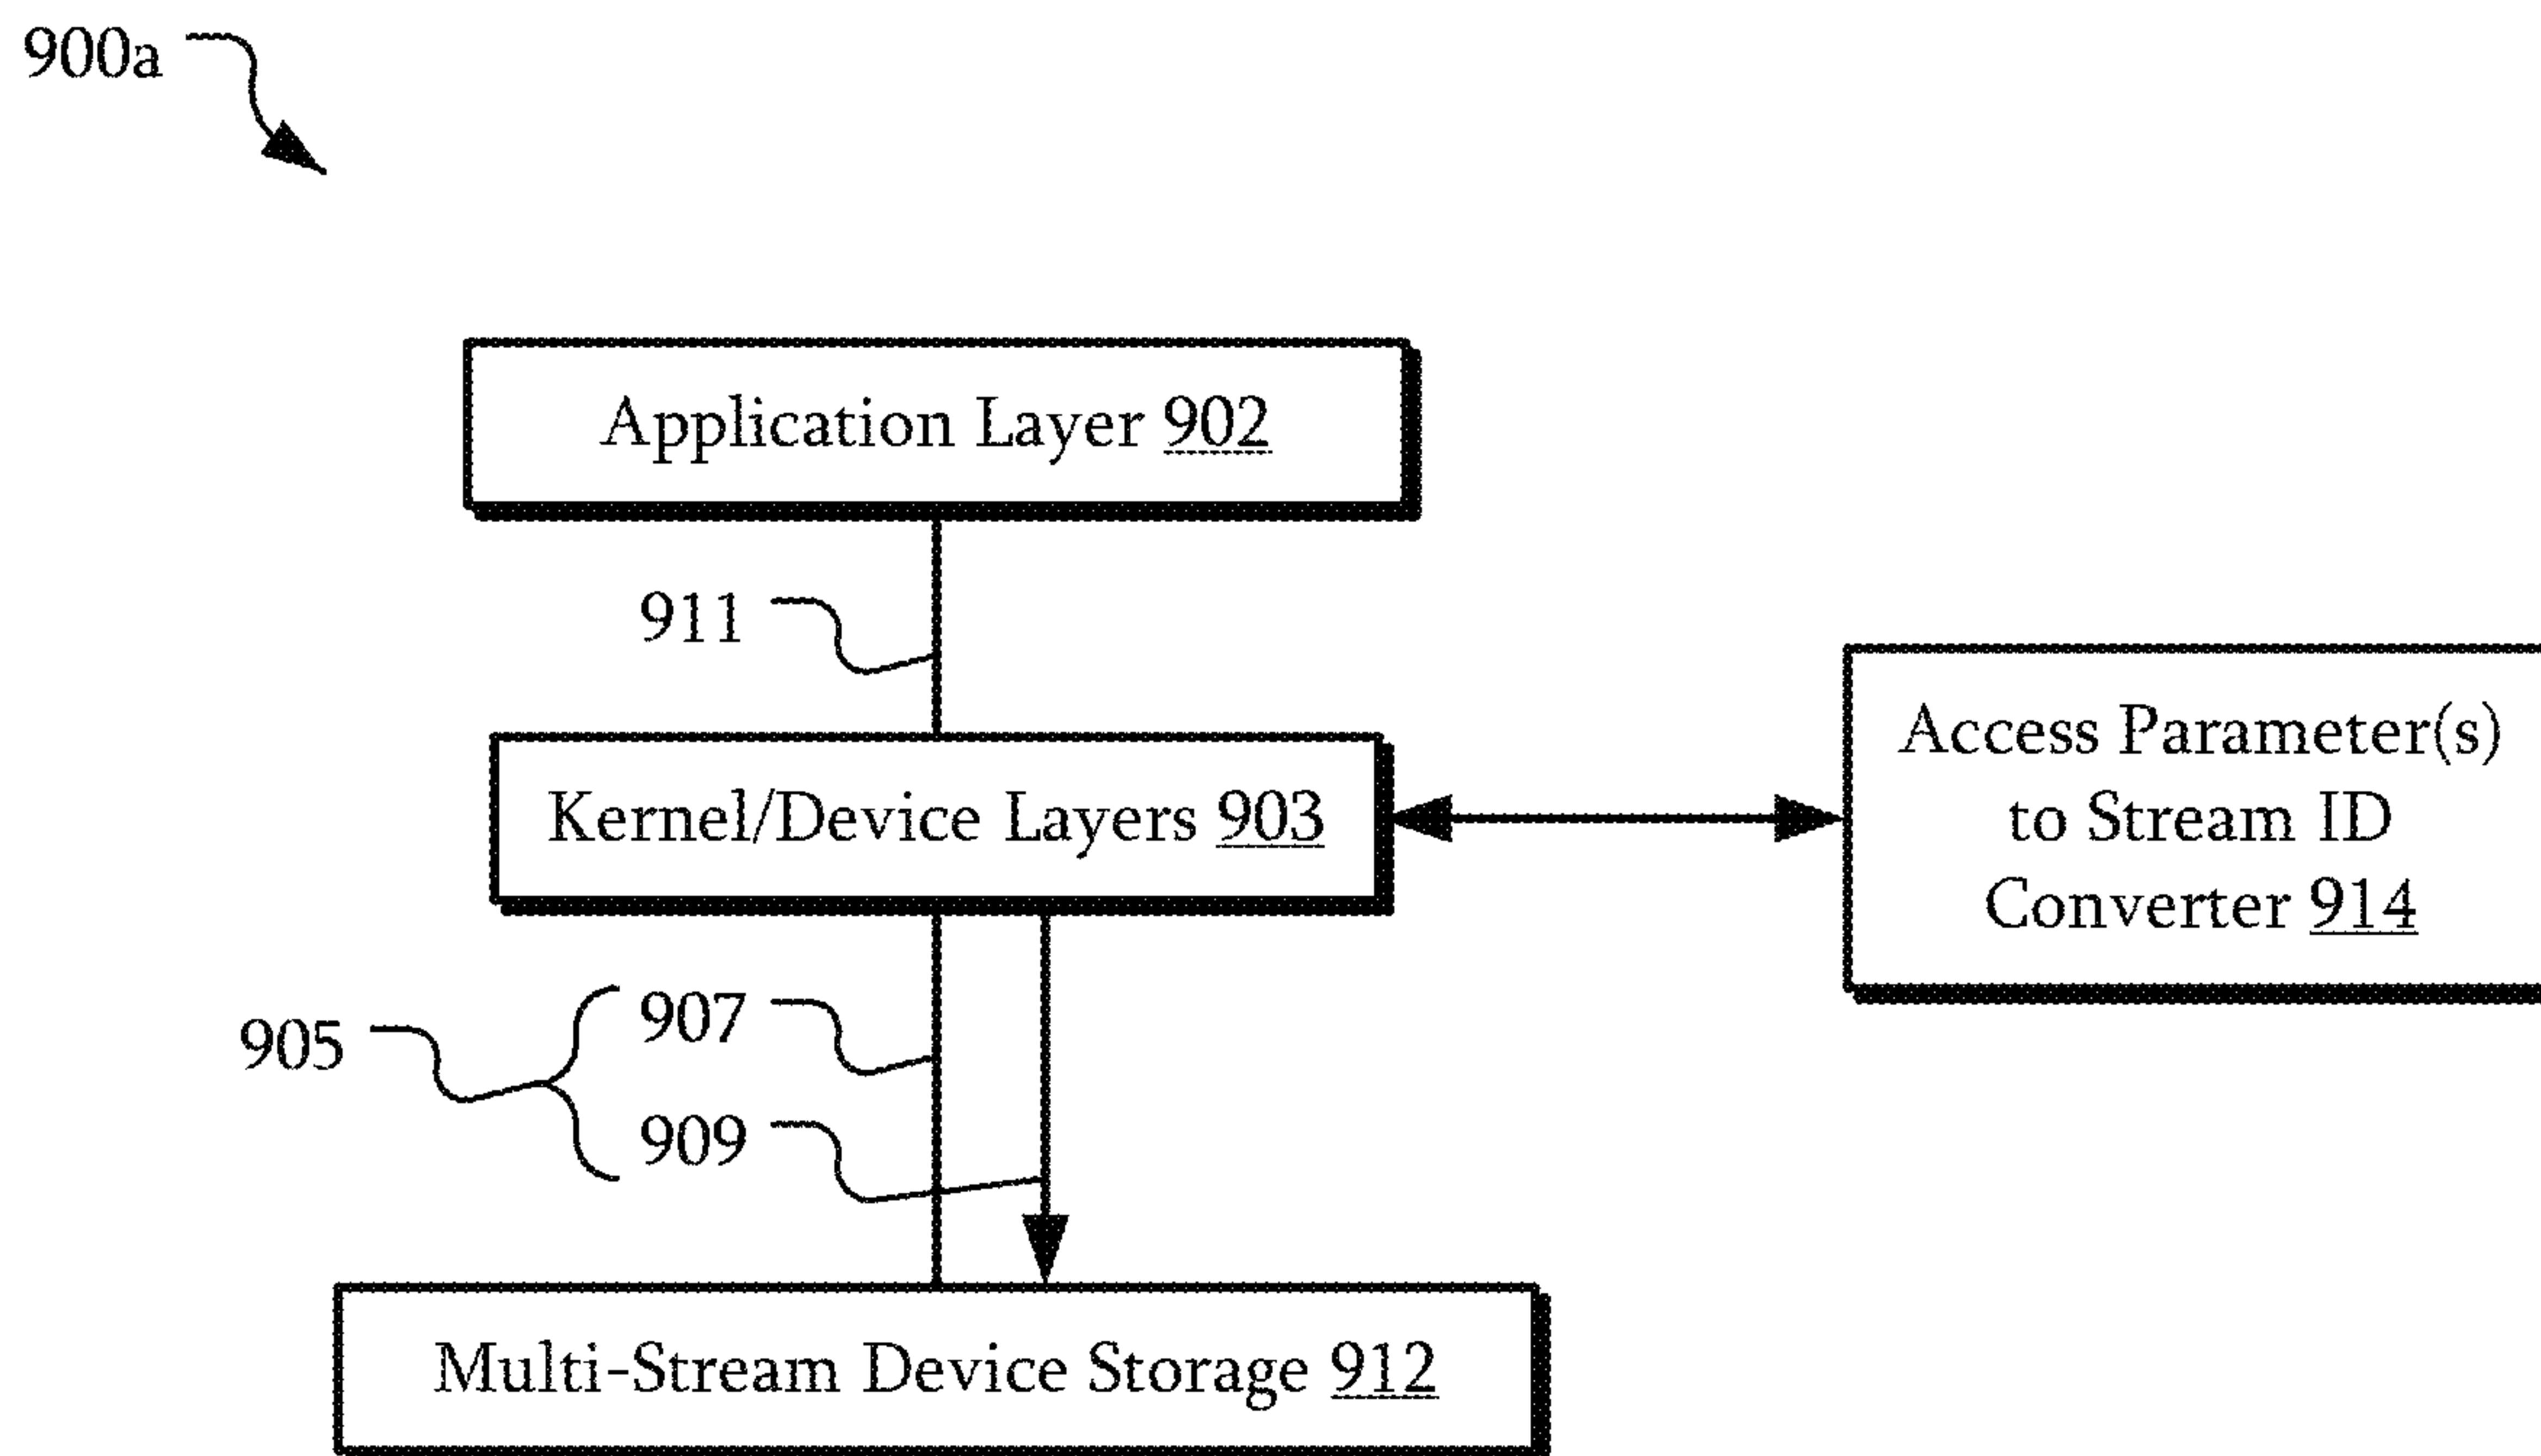 900a
Application Layer 902
911
Kernel/Device Layers 903
Access Parameter(s)
to Stream ID
Converter 914
905
907
909
Multi-Stream Device Storage 912